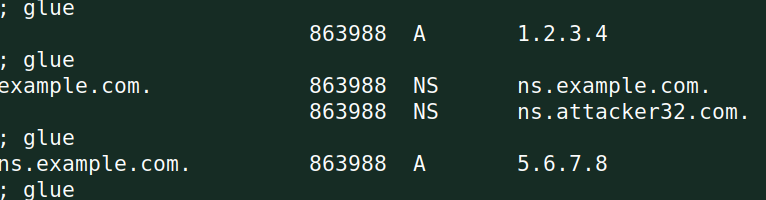 ; glue
863988 A 1.2.3.4
; glue
example.com. 863988 NS ns.example.com.
863988 NS ns.attacker32.com.
; glue
ns.example.com. 863988 A 5.6.7.8
; glue